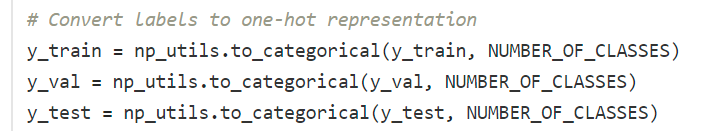 # Convert labels to one-hot representation
y_train = np_utils.to_categorical(y_train, NUMBER_OF_CLASSES)
y_val = np_utils.to_categorical(y_val, NUMBER_OF_CLASSES)
y_test = np_utils.to_categorical(y_test, NUMBER_OF_CLASSES)